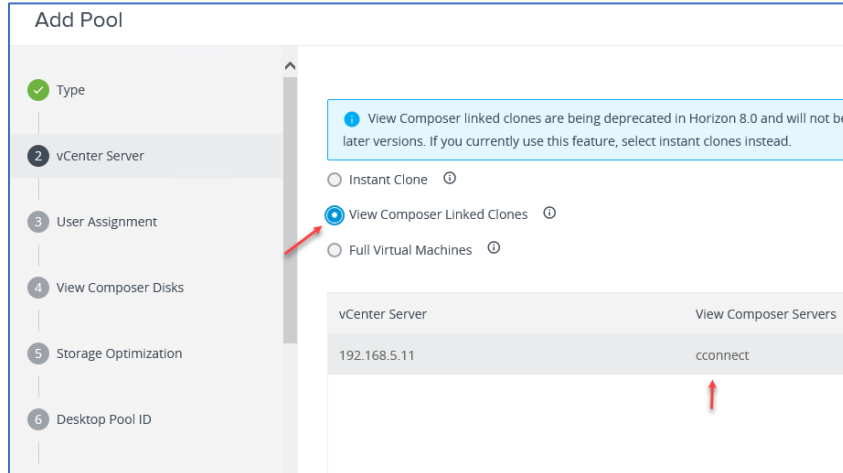 Add Pool
Type
2 vCenter Server
3 User Assignment
4 View Composer Disks
5 Storage Optimization
6 Desktop Pool ID
View Composer linked clones are being deprecated in Horizon 8.0 and will not be
later versions. If you currently use this feature, select instant clones instead.
Instant Clone
View Composer Linked Clones
Full Virtual Machines
vCenter Server View Composer Servers
192.168.5.11 cconnect